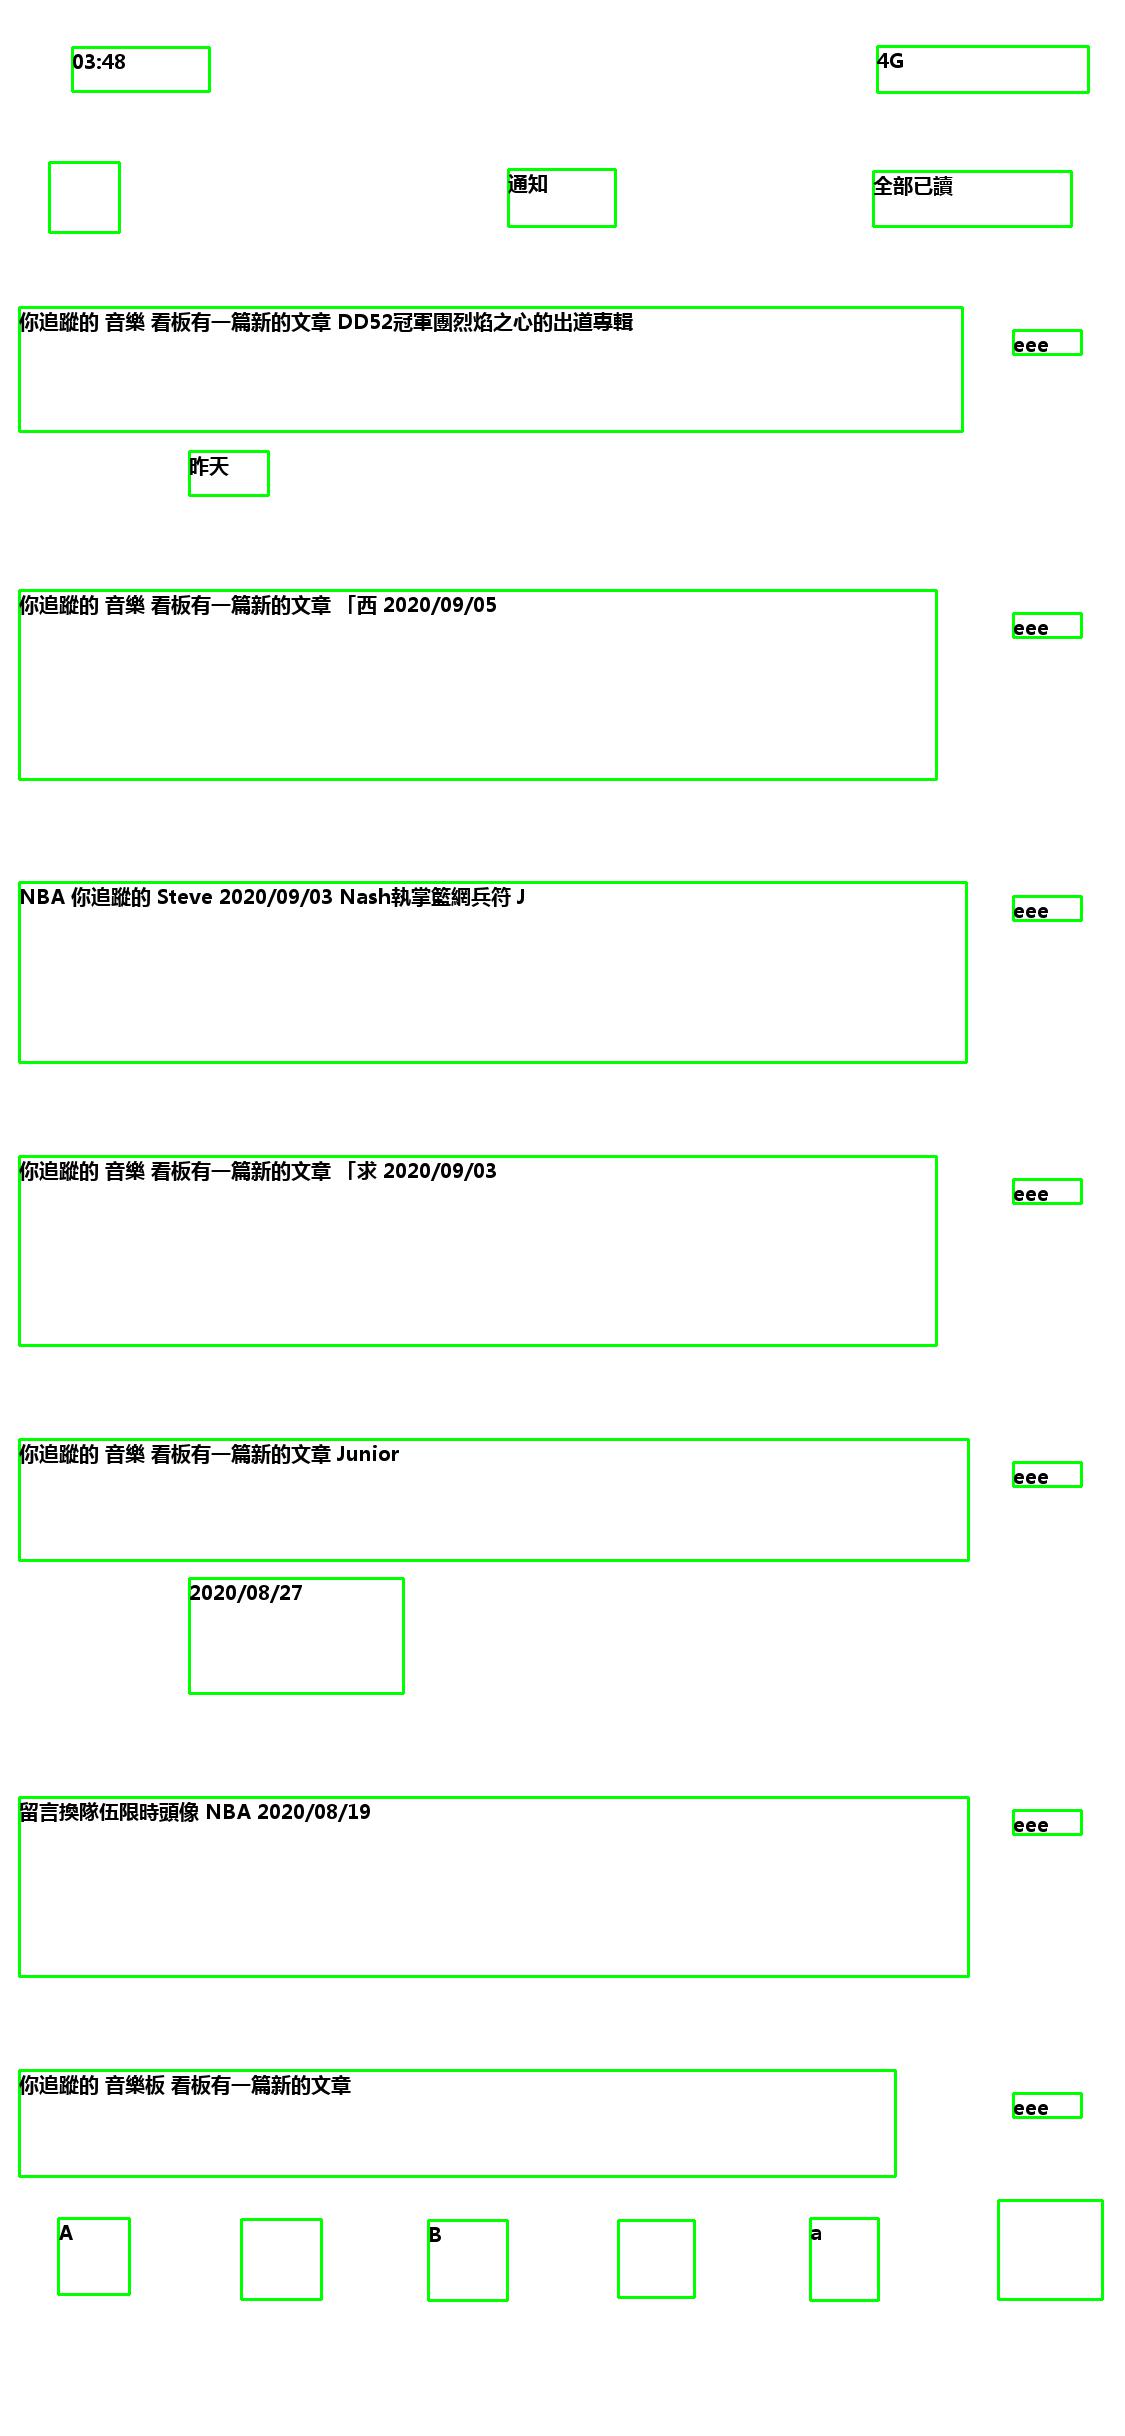 03:48
4G
通知
全部已讀
你追蹤的 音樂 看板有一篇新的文章 DD52冠軍團烈焰之心的出道專輯
eee
昨天
你追蹤的 音樂 看板有一篇新的文章 「西 2020/09/05
eee
NBA 你追蹤的 Steve 2020/09/03 Nash執掌籃網兵符 J
eee
你追蹤的 音樂 看板有一篇新的文章 「求 2020/09/03
eee
你追蹤的 音樂 看板有一篇新的文章 Junior
eee
2020/08/27
留言換隊伍限時頭像 NBA 2020/08/19
eee
你追蹤的 音樂板 看板有一篇新的文章
eee
A
B
a